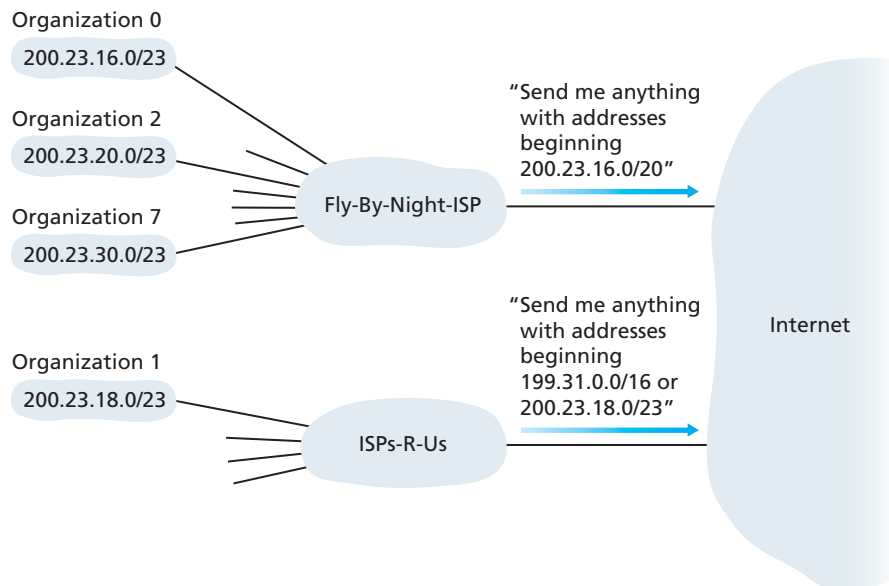 Organization 0
200.23.16.0/23
Organization 2
200.23.20.0/23
Organization 7
200.23.30.0/23
Fly-By-Night-ISP
“Send me anything
with addresses
beginning
200.23.16.0/20”
Organization 1
200.23.18.0/23
ISPs-R-Us
“Send me anything
with addresses
beginning
199.31.0.0/16 or
200.23.18.0/23”
Internet